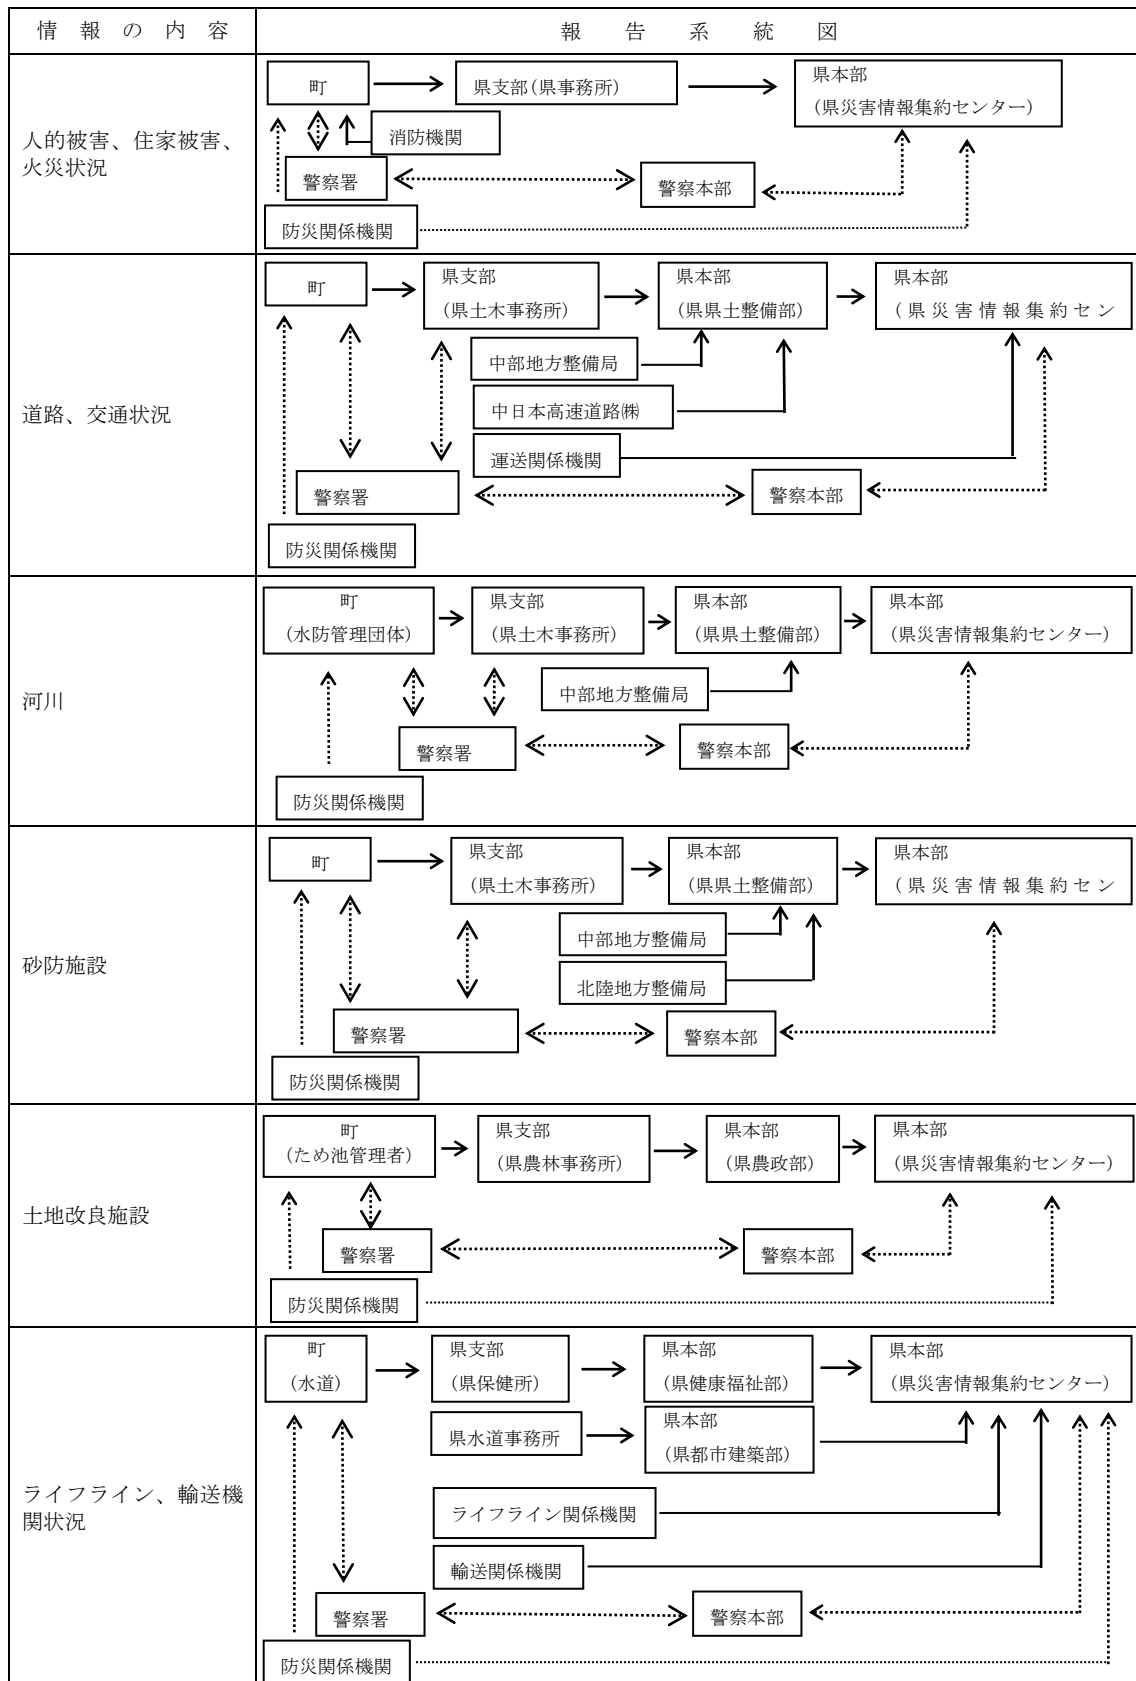 情報の内容
報告系統図
人的被害、住家被害、
火災状況
町
県支部（県事務所）
県本部
（県災害情報集約センター）
消防機関
警察署
警察本部
防災関係機関
道路、交通状況
町
県支部
（県土木事務所）
県本部
（県県土整備部）
県本部
（県災害情報集約セン
中部地方整備局
中日本高速道路㈱
運送関係機関
警察署
警察本部
防災関係機関
河川
町
（水防管理団体）
県支部
（県土木事務所）
県本部
（県県土整備部）
県本部
（県災害情報集約センター）
中部地方整備局
警察署
警察本部
防災関係機関
砂防施設
町
県支部
（県土木事務所）
県本部
（県県土整備部）
県本部
（県災害情報集約セン
中部地方整備局
北陸地方整備局
警察署
警察本部
防災関係機関
土地改良施設
町
（ため池管理者）
県支部
（県農林事務所）
県本部
（県農政部）
県本部
（県災害情報集約センター）
警察署
警察本部
防災関係機関
ライフライン、輸送機
関状況
町
（水道）
県支部
（県保健所）
県本部
（県健康福祉部）
県本部
（県災害情報集約センター）
県水道事務所
県本部
（県都市建築部）
ライフライン関係機関
輸送関係機関
警察署
警察本部
防災関係機関